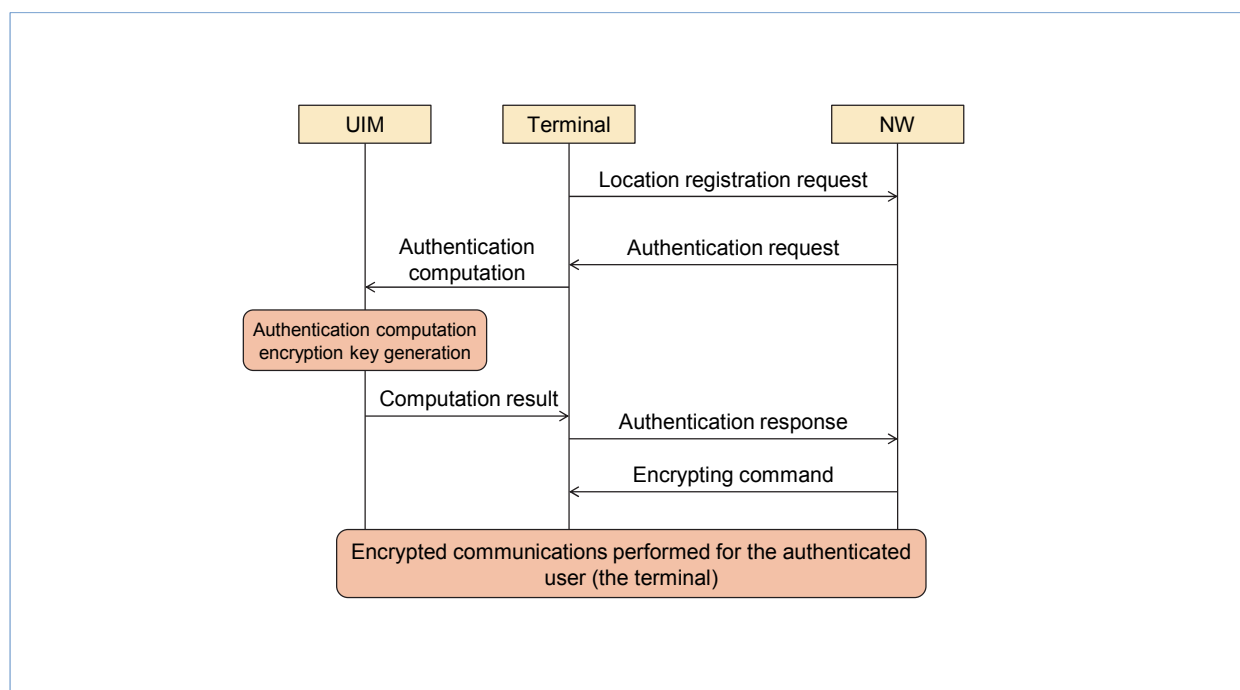 UIM
Terminal
NW
Location registration request
Authentication request
Authentication
computation
Authentication computation
encryption key generation
Computation result
Authentication response
Encrypting command
Encrypted communications performed for the authenticated
user (the terminal)